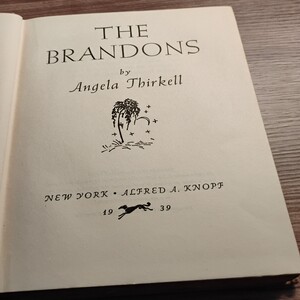 THE
BRANDONS
by
Angela Thirkell
NEW YORK • ALFRED A. KNOPF
19 39